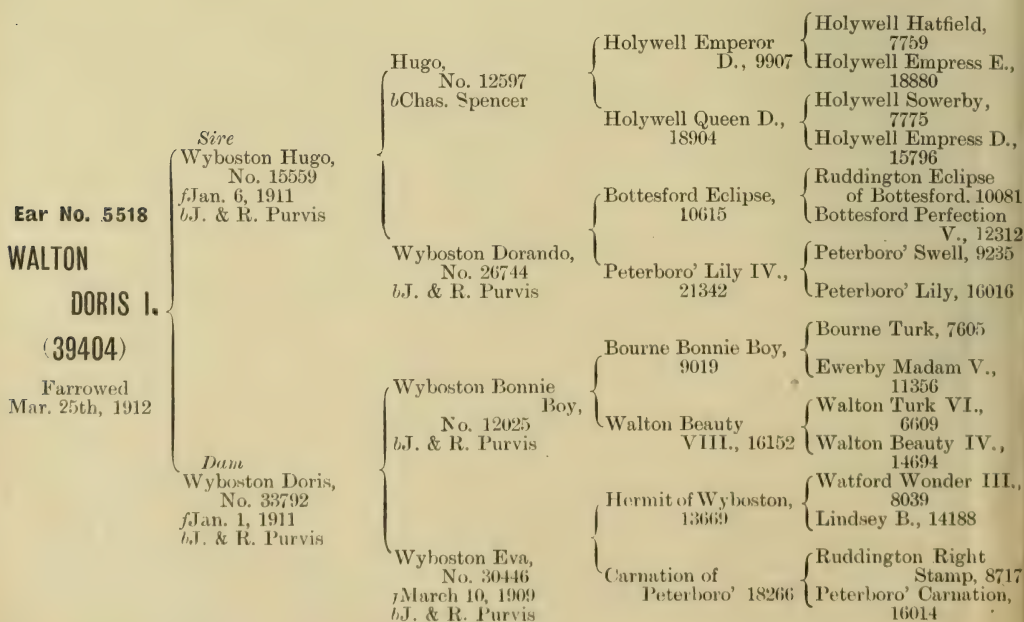 Ear No. 5518
WALTON
DORIS I.
(39404)
Farrowed
Mar. 25th, 1912
Sire
Wyboston Hugo,
No. 15559
fJan. 6, 1911
bJ. & R. Purvis
Dam
Wyboston Doris,
No. 33792
fJan. 1, 1911
bJ. & R. Purvis
Hugo,
No. 12597
bChas. Spencer
Wyboston Dorando,
No. 26744
bJ. & R. Purvis
Wyboston Bonnie
Boy,
No. 12025
bJ. & R. Purvis
Wyboston Eva,
No. 30446
fMarch 10, 1909
bJ. & R. Purvis
Holywell Emperor
D., 9907
Holywell Queen D.,
18904
Bottesford Eclipse,
10615
Peterboro' Lily IV.,
21342
Bourne Bonnie Boy,
9019
Walton Beauty
VIII., 16152
Hermit of Wyboston,
13669
Carnation of
Peterboro' 18266
Holywell Hatfield,
7759
Holywell Empress E.,
18880
Holywell Sowerby,
7775
Holywell Empress D.,
15796
Ruddington Eclipse
of Bottesford. 10081
Bottesford Perfection
V., 12312
Peterboro' Swell, 9235
Peterboro' Lily, 16016
Bourne Turk, 7605
Ewerby Madam V.,
11356
Walton Turk VI.,
6609
Walton Beauty IV.,
14694
Watford Wonder III.,
8039
Lindsey B., 14188
Ruddington Right
Stamp, 8717
Peterboro' Carnation,
16014